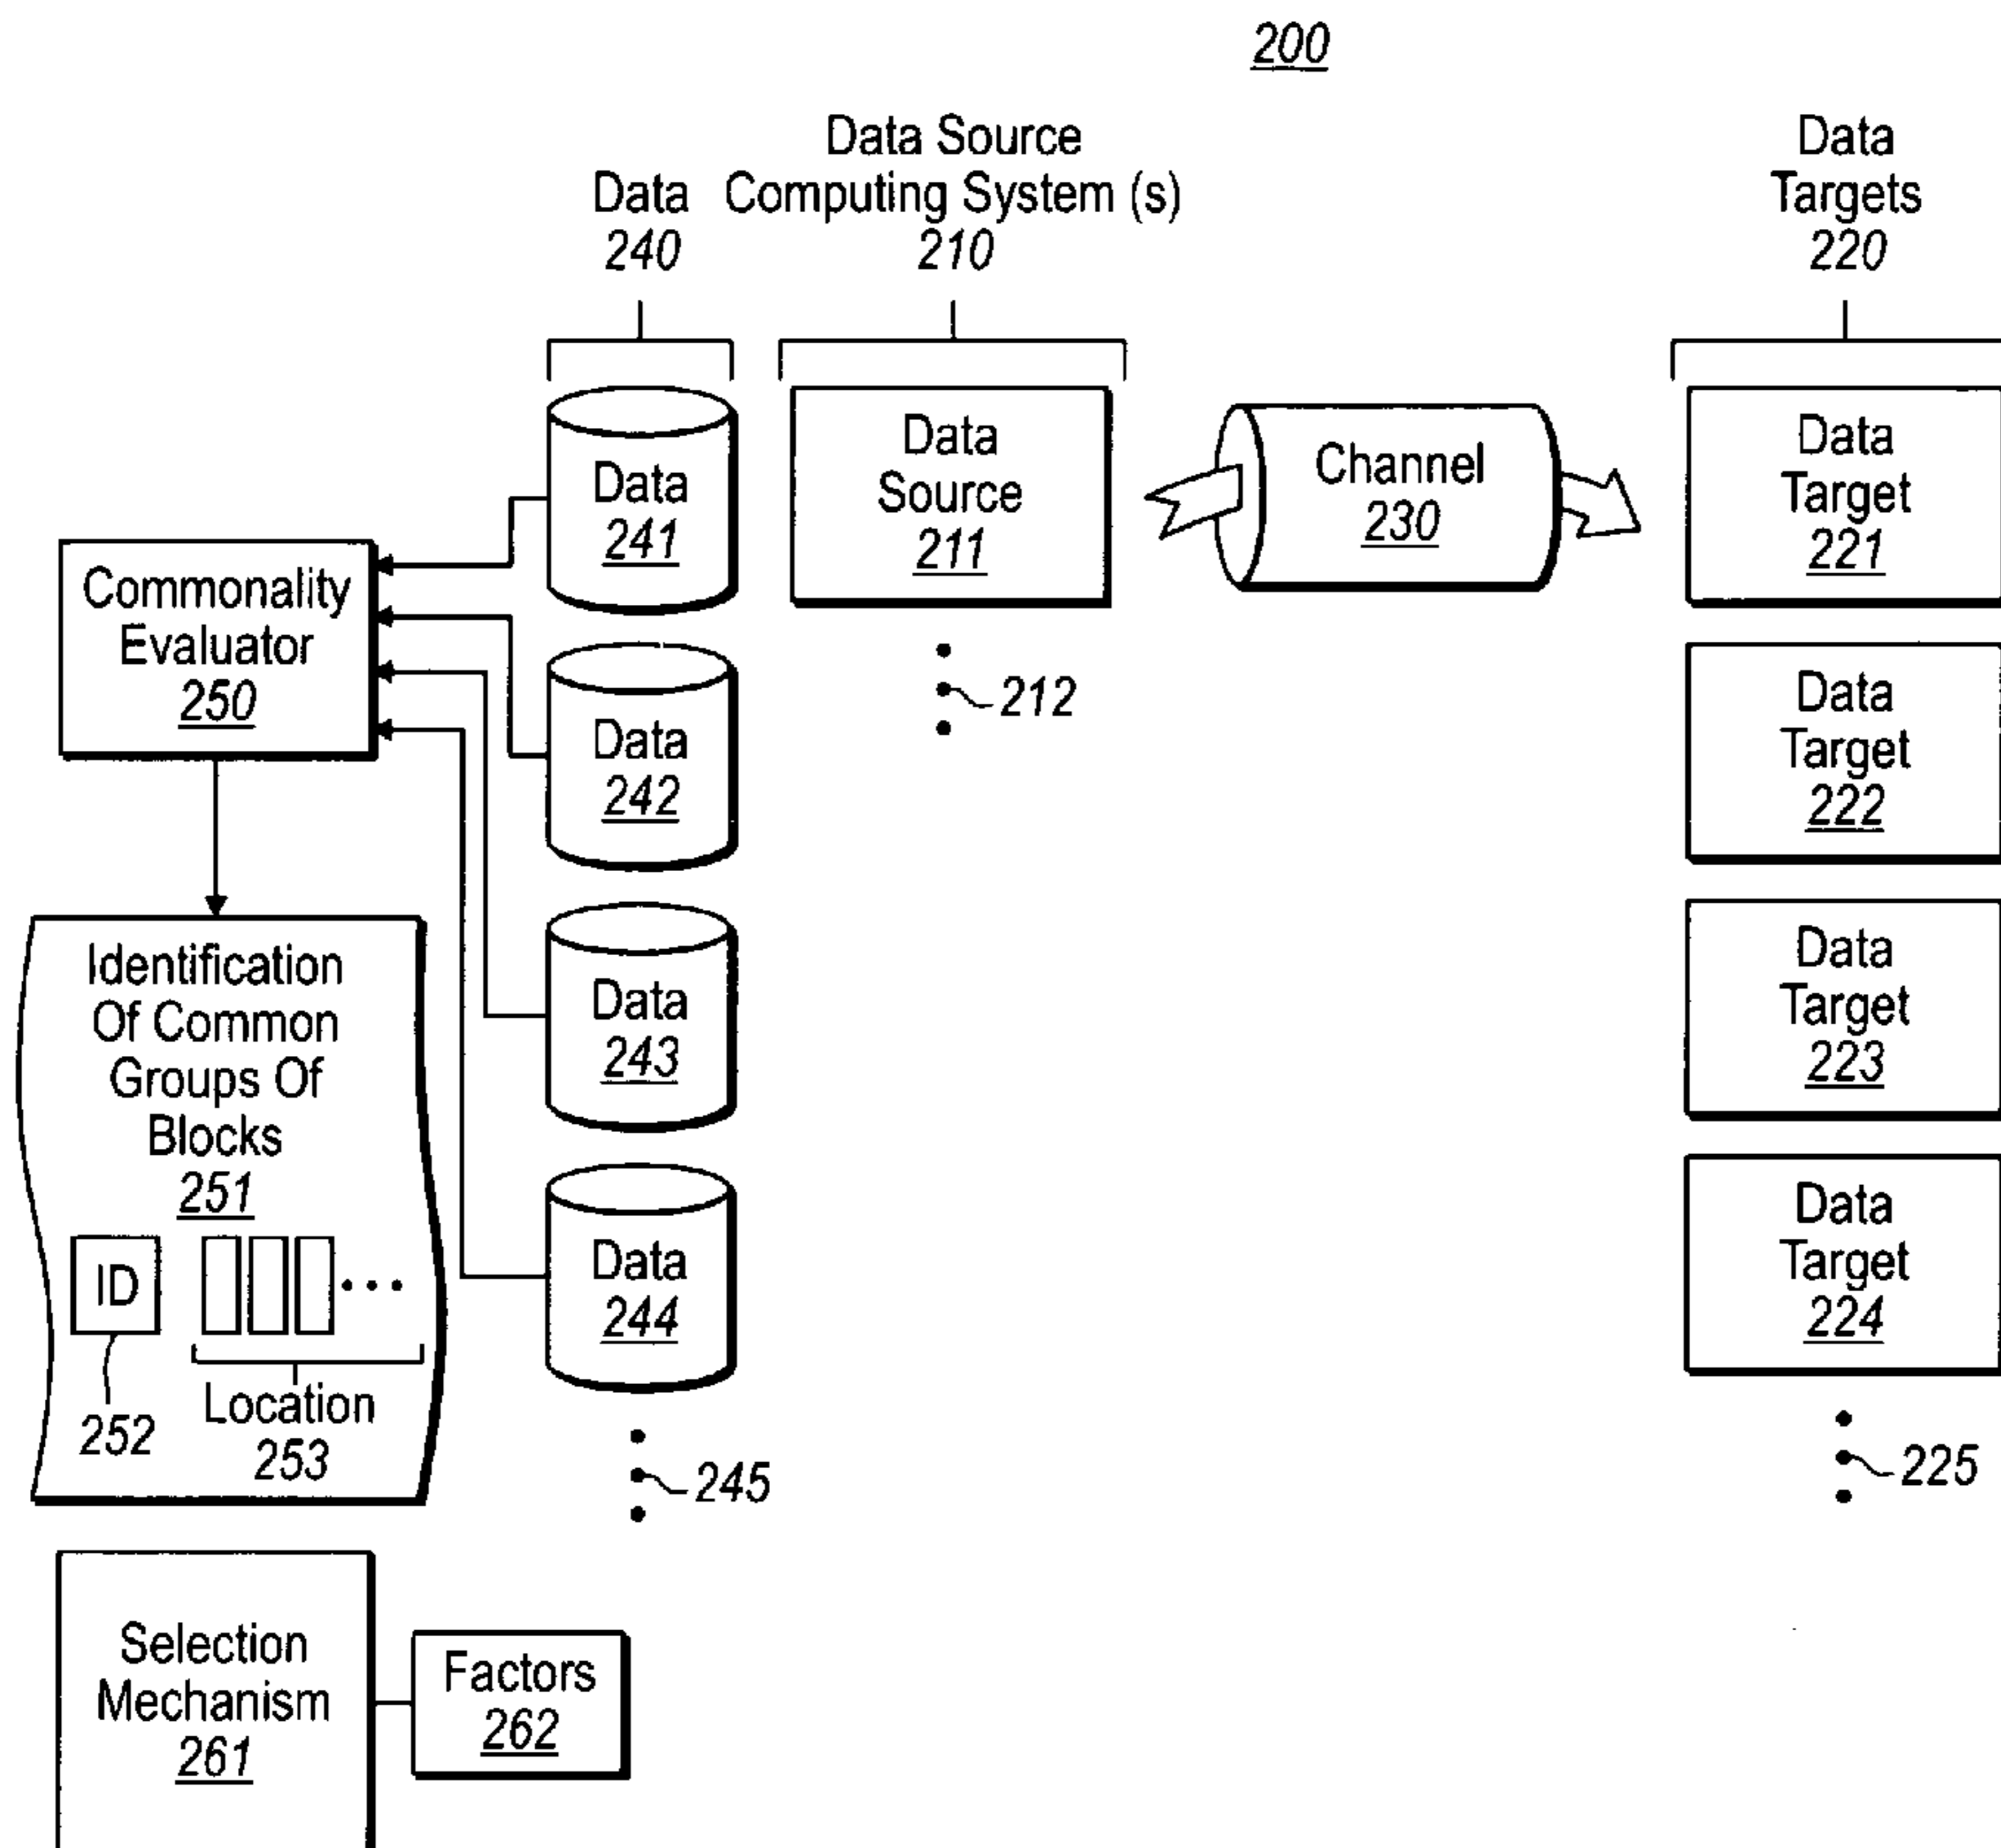 200
Data
240
Data Source
Computing System (s)
210
Data
Targets
220
Data
241
Data
Source
211
Channel
230
Data
Target
221
Commonality
Evaluator
250
212
Data
242
Data
Target
222
Identification
Of Common
Groups Of
Blocks
251
Data
243
Data
Target
223
ID
252
Location
253
Data
244
Data
Target
224
245
225
Selection
Mechanism
261
Factors
262